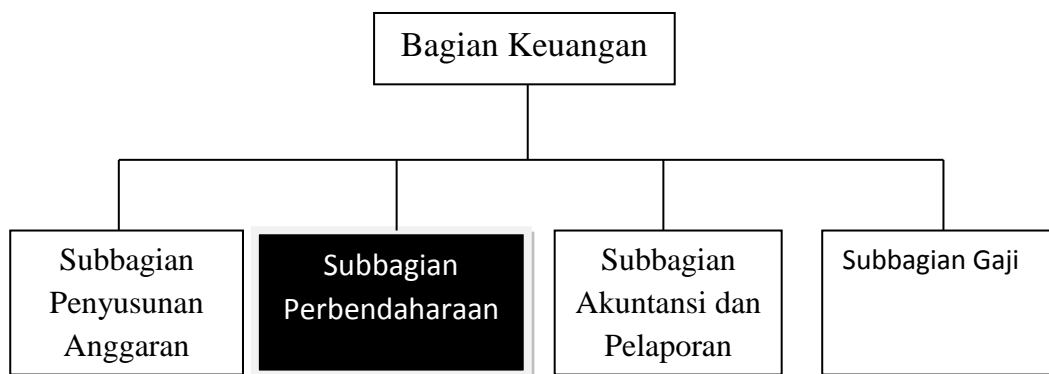 Bagian Keuangan
Subbagian
Penyusunan
Anggaran
Subbagian
Perbendaharaan
Subbagian
Akuntansi dan
Pelaporan
Subbagian Gaji